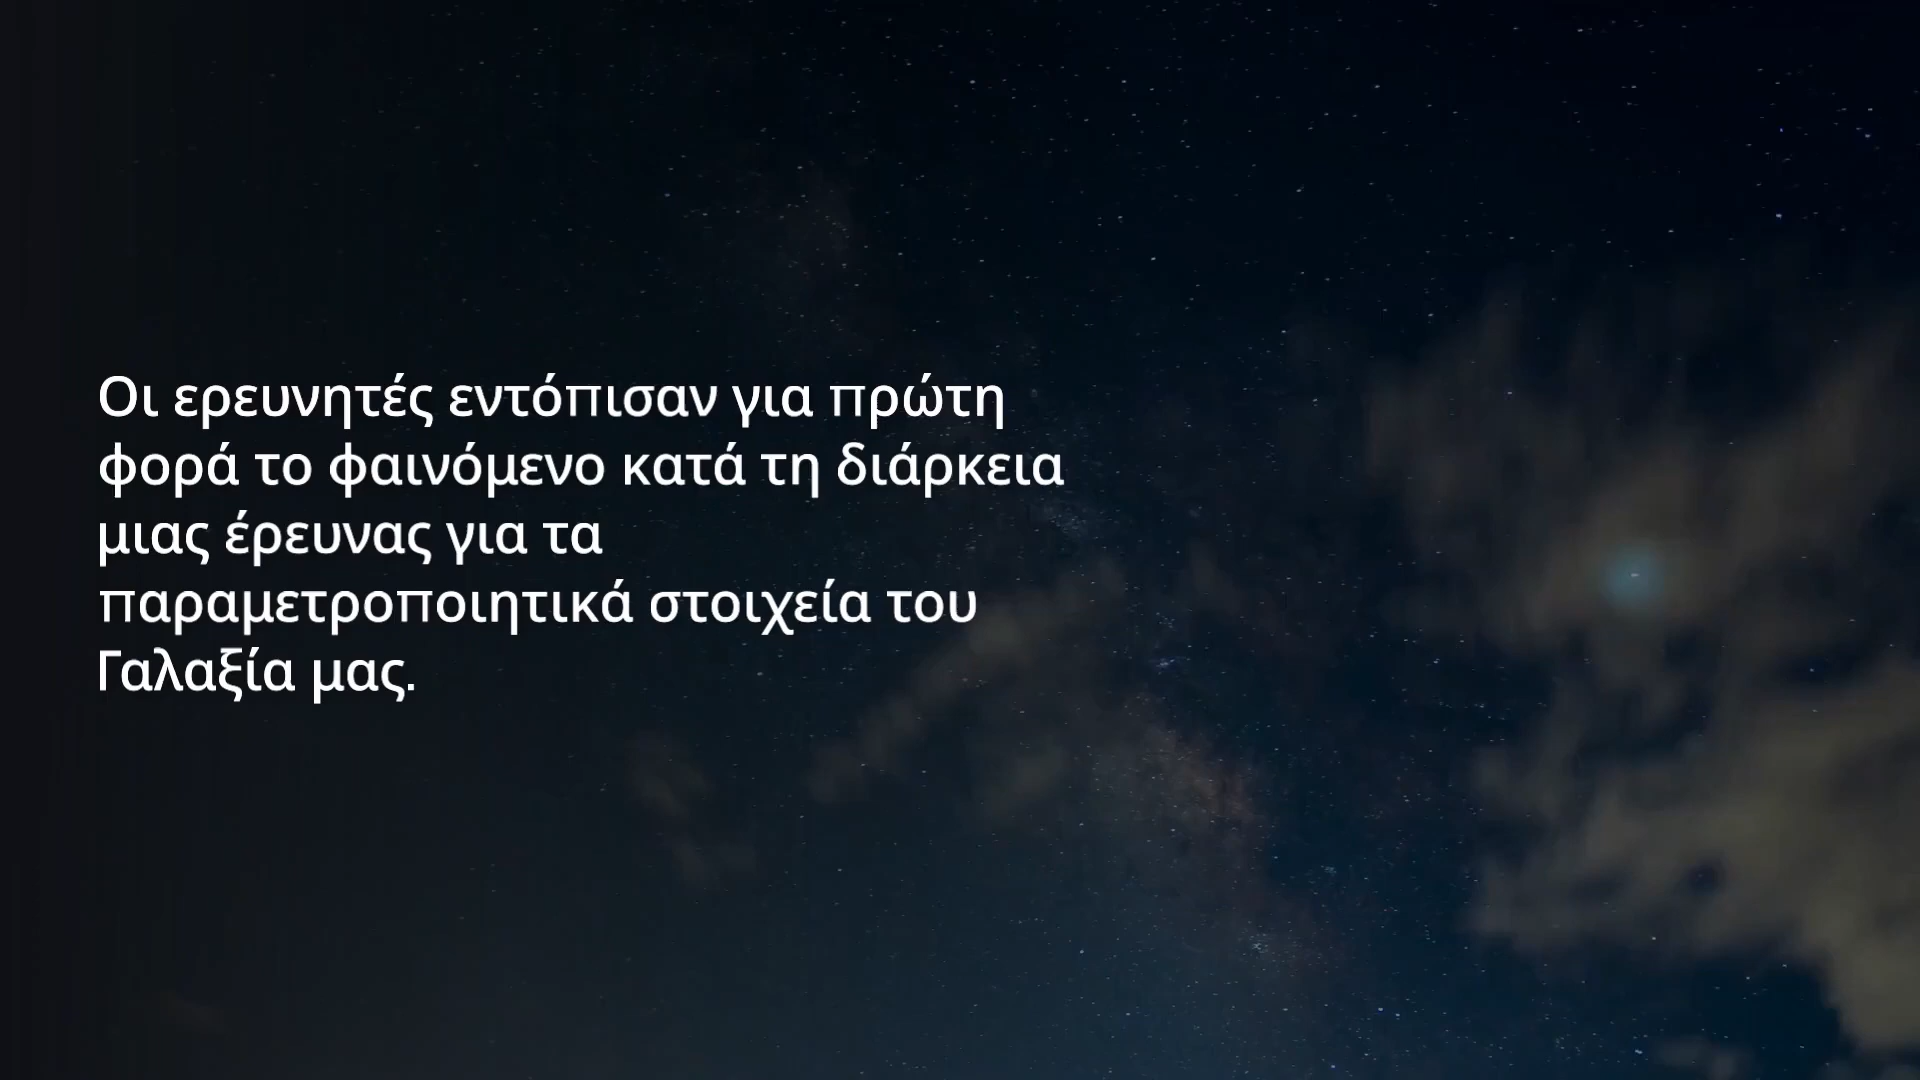 Οι ερευνητές εντόπισαν για πρώτη
φορά το φαινόμενο κατά τη διάρκεια
μιας έρευνας για τα
παραμετροποιητικά στοιχεία του
Γαλαξία μας.